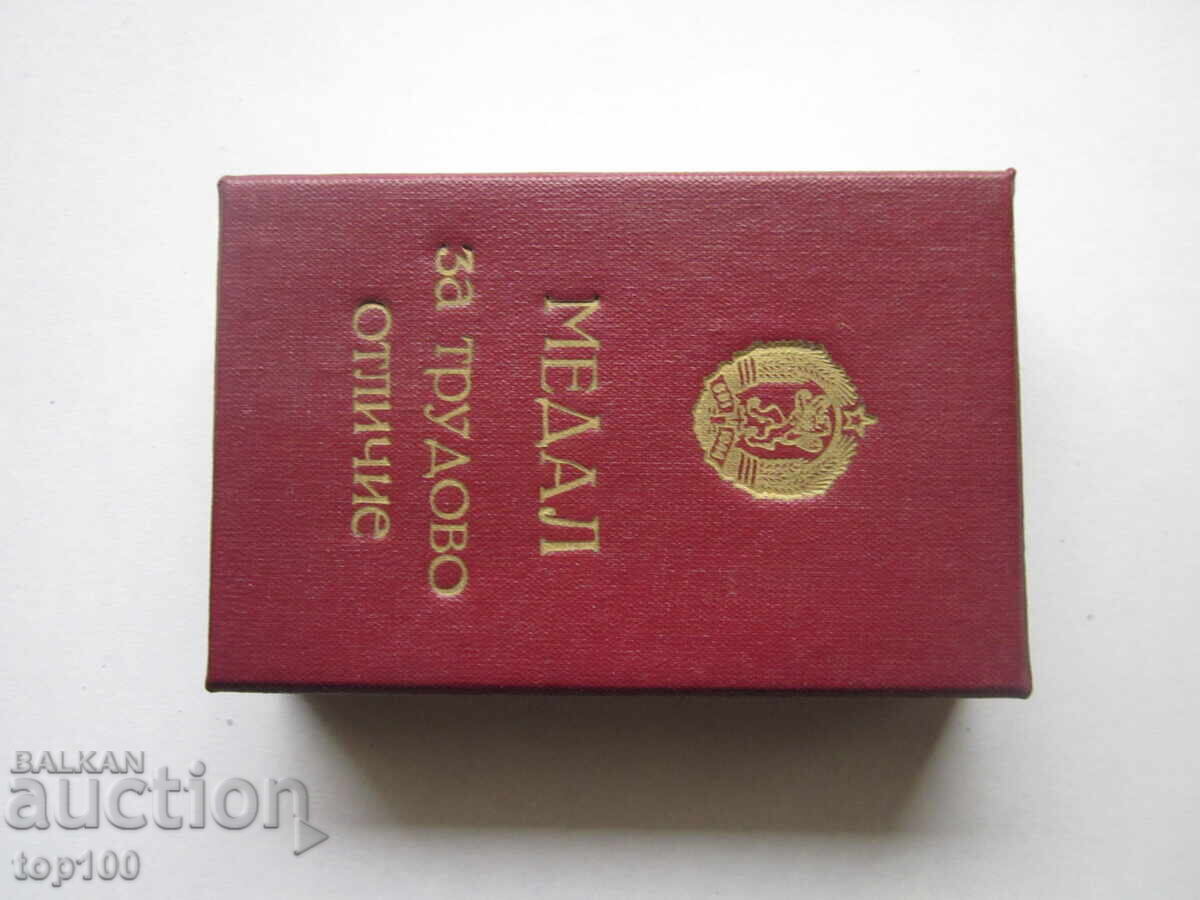 МЕДАЛ
за трудово
отличие
BALKAN
auction
top100